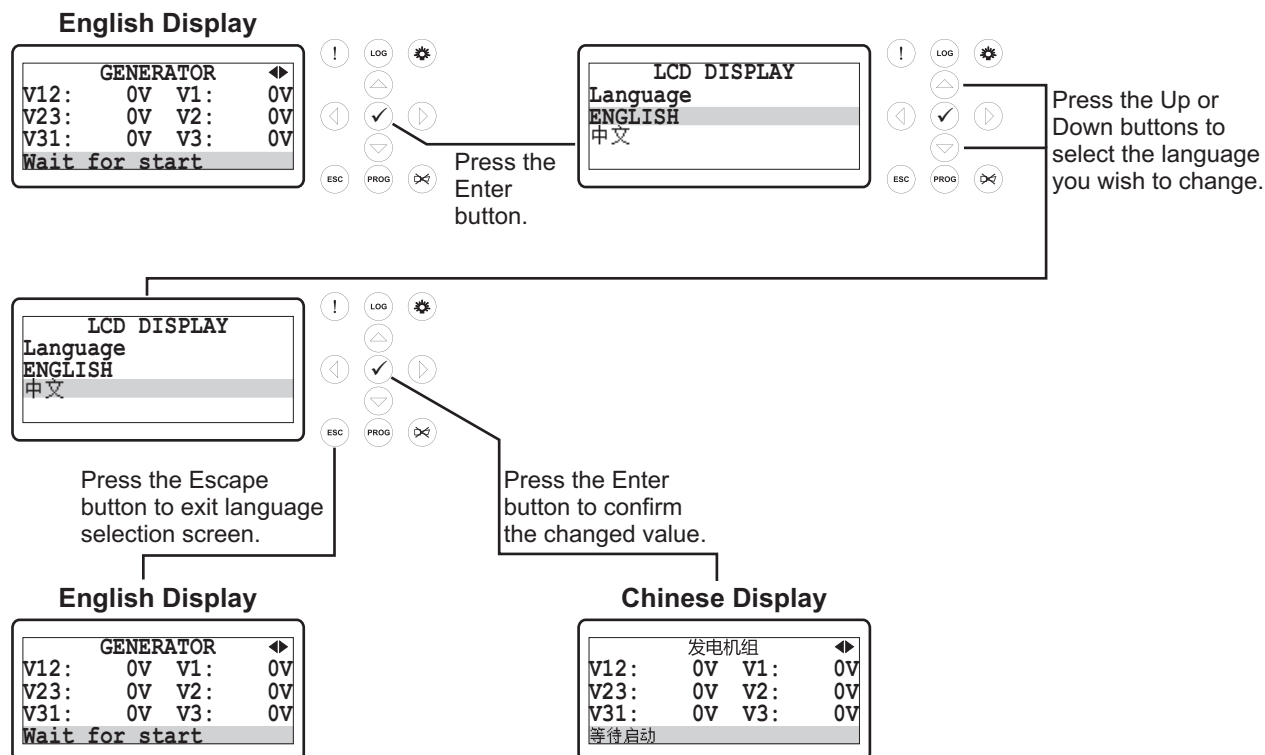 English Display
GENERATOR
V12: 0V V1: 0V
V23: 0V V2: 0V
V31: 0V V3: 0V
Wait for start
! LOG
ESC PROG
Press the
Enter
button.
LCD DISPLAY
Language
ENGLISH
中文
! LOG
ESC PROG
Press the Up or
Down buttons to
select the language
you wish to change.
LCD DISPLAY
Language
ENGLISH
中文
! LOG
ESC PROG
Press the Escape
button to exit language
selection screen.
Press the Enter
button to confirm
the changed value.
English Display
GENERATOR
V12: 0V V1: 0V
V23: 0V V2: 0V
V31: 0V V3: 0V
Wait for start
Chinese Display
发电机组
V12: 0V V1: 0V
V23: 0V V2: 0V
V31: 0V V3: 0V
等待启动